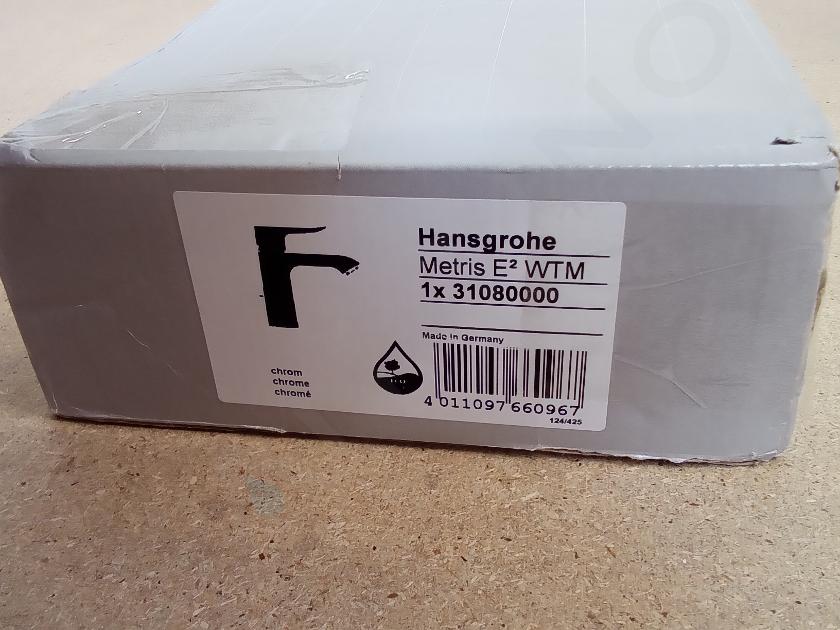 Hansgrohe
Metris E² WTM
1x 31080000
Made in Germany
chrom
chrome
chromé
4 011097 660967
124/425